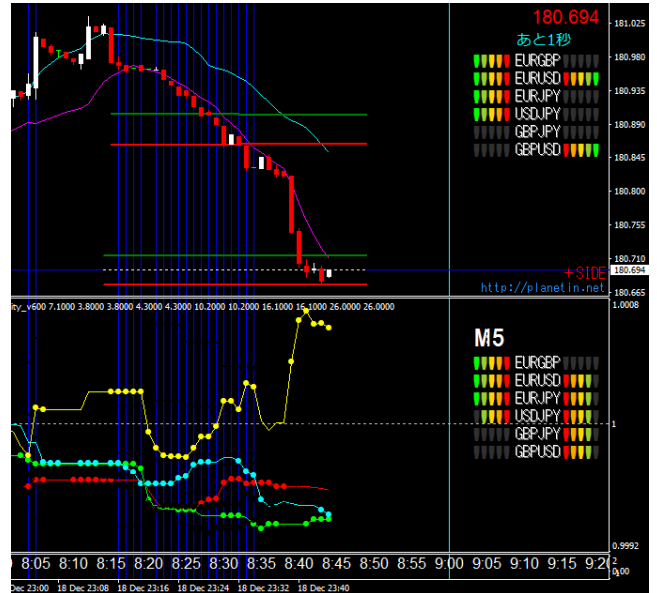 180.694
あと1秒
EURGBP
EURUSD
EURJPY
USDJPY
GBPJPY
GBPUSD
181.025
180.980
180.935
180.890
180.845
180.800
180.755
180.710
180.694
180.665
+SIDE
http://planetin.net
ity_v600 7.1000 3.8000 3.8000 4.3000 4.3000 10.2000 10.2000 16.1000 16.1000 26.0000 26.0000
1.0008
M5
EURGBP
EURUSD
EURJPY
USDJPY
GBPJPY
GBPUSD
1
0.9992
8:05 8:10 8:15 8:20 8:25 8:30 8:35 8:40 8:45 8:50 8:55 9:00 9:05 9:10 9:15 9:20
Dec 23:00 18 Dec 23:08 18 Dec 23:16 18 Dec 23:24 18 Dec 23:32 18 Dec 23:40